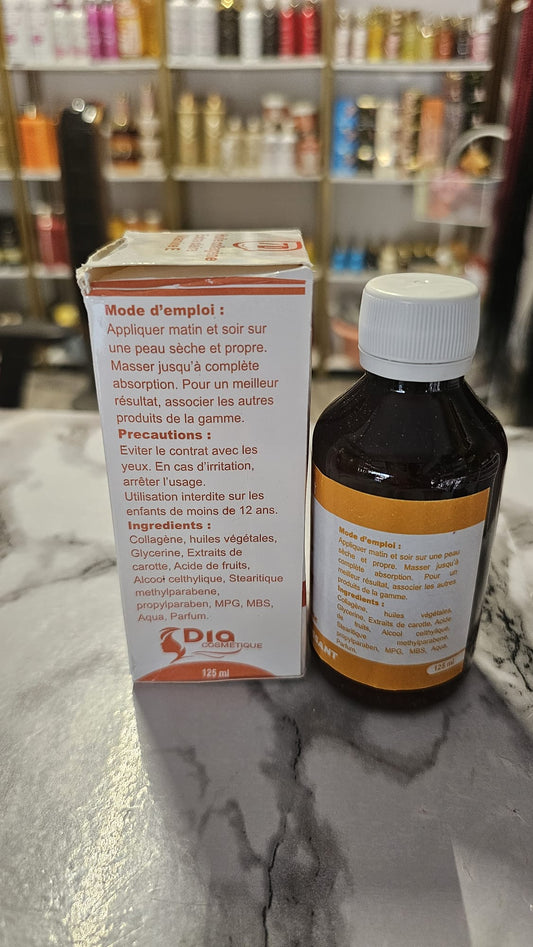 Mode d'emploi :
Appliquer matin et soir sur
une peau sèche et propre.
Masser jusqu'à complète
absorption. Pour un meilleur
résultat, associer les autres
produits de la gamme.
Precautions :
Eviter le contrat avec les
yeux. En cas d'irritation,
arrêter l'usage.
Utilisation interdite sur les
enfants de moins de 12 ans.
Ingredients :
Collagène, huiles végétales,
Glycerine, Extraits de
carotte, Acide de fruits,
Alcool celthylique, Stearitique
methylparabene,
propylparaben, MPG, MBS,
Aqua, Parfum.
Dia
COSMETIQUE
125 ml
Mode d'emploi :
Appliquer matin et soir sur une peau
sèche et propre. Masser jusqu'à
complète absorption. Pour un
meilleur résultat, associer les autres
produits de la gamme.
Ingredients :
Collagène, huiles végétales,
Glycerine, Extraits de carotte, Acide
de fruits, Alcool celthylique,
Stearitique methylparabene,
propylparaben, MPG, MBS, Aqua,
Parfum.
125 ml